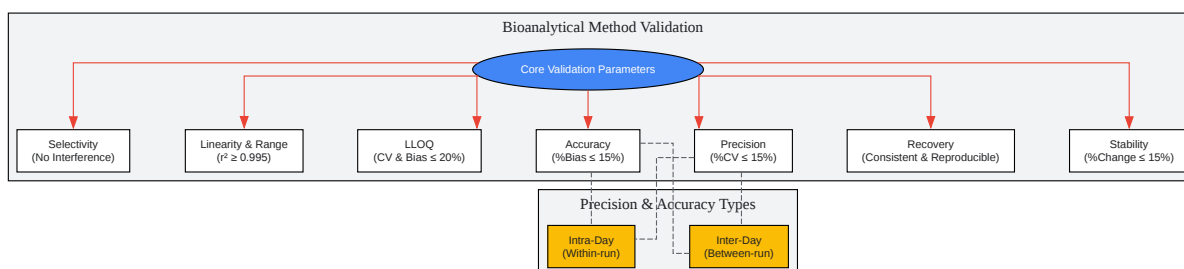 Bioanalytical Method Validation
Core Validation Parameters
Selectivity
(No Interference)
Linearity & Range
(r² ≥ 0.995)
LLOQ
(CV & Bias ≤ 20%)
Accuracy
(%Bias ≤ 15%)
Precision
(%CV ≤ 15%)
Recovery
(Consistent & Reproducible)
Stability
(%Change ≤ 15%)
Precision & Accuracy Types
Intra-Day
(Within-run)
Inter-Day
(Between-run)